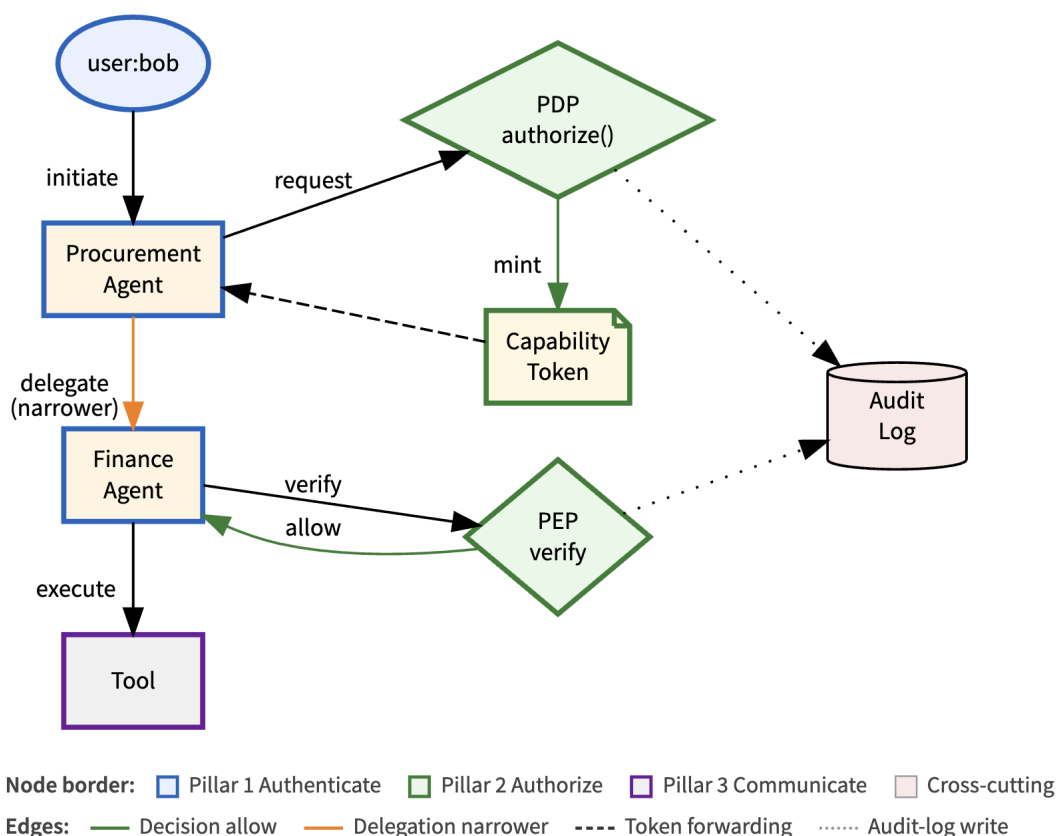 user:bob
PDP
authorize()
initiate
request
Procurement
Agent
mint
Capability
Token
delegate
(narrower)
Audit
Log
Finance
Agent
verify
allow
PEP
verify
execute
Tool
Node border: Pillar 1 Authenticate Pillar 2 Authorize Pillar 3 Communicate Cross-cutting
Edges: Decision allow Delegation narrower Token forwarding Audit-log write